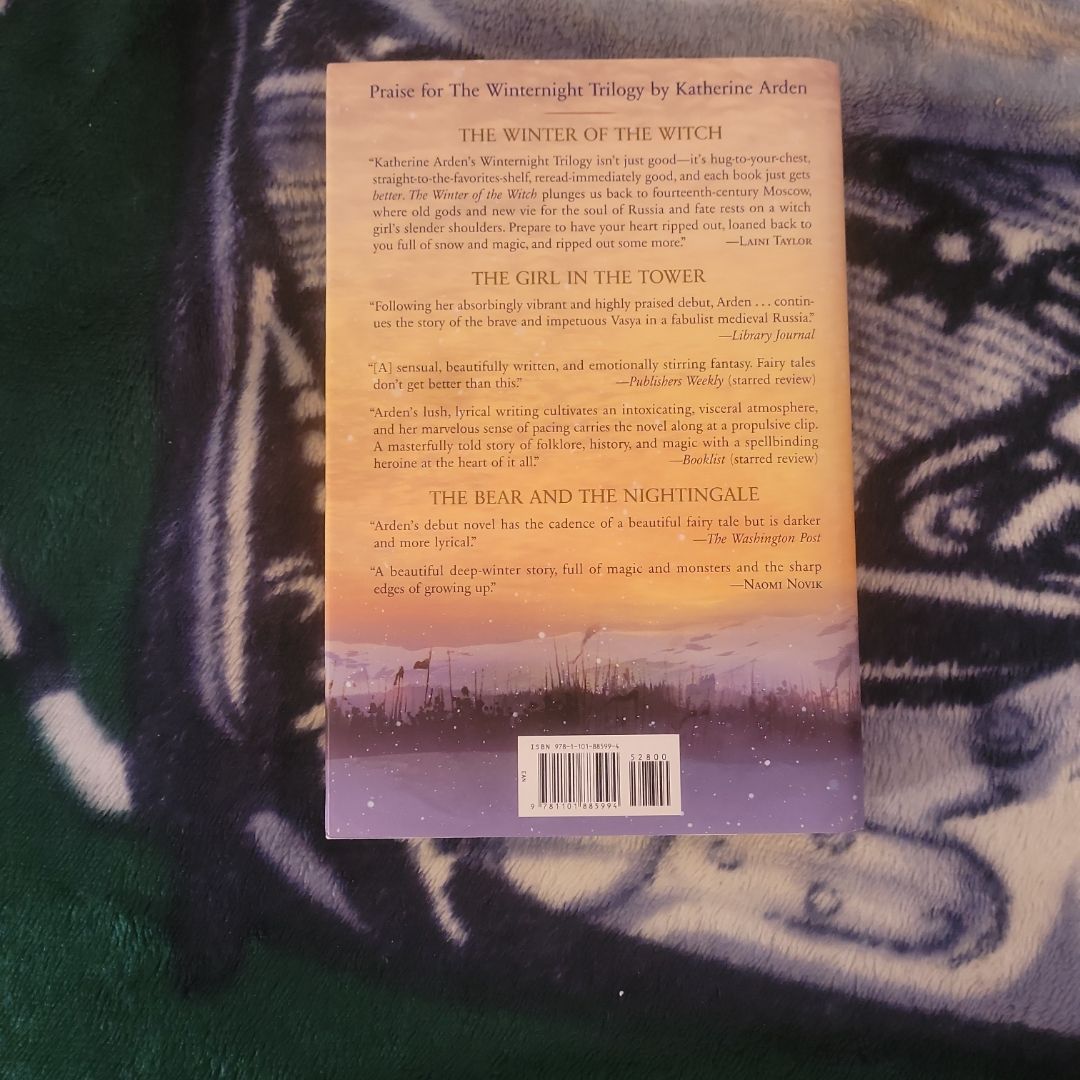 Praise for The Winternight Trilogy by Katherine Arden
THE WINTER OF THE WITCH
“Katherine Arden’s Winternight Trilogy isn’t just good—it’s hug-to-your-chest,
straight-to-the-favorites-shelf, reread-immediately good, and each book just gets
better. The Winter of the Witch plunges us back to fourteenth-century Moscow,
where old gods and new vie for the soul of Russia and fate rests on a witch
girl’s slender shoulders. Prepare to have your heart ripped out, loaned back to
you full of snow and magic, and ripped out some more.” —LAINI TAYLOR
THE GIRL IN THE TOWER
“Following her absorbingly vibrant and highly praised debut, Arden . . . contin-
ues the story of the brave and impetuous Vasya in a fabulist medieval Russia.”
—Library Journal
“[A] sensual, beautifully written, and emotionally stirring fantasy. Fairy tales
don’t get better than this.” —Publishers Weekly (starred review)
“Arden’s lush, lyrical writing cultivates an intoxicating, visceral atmosphere,
and her marvelous sense of pacing carries the novel along at a propulsive clip.
A masterfully told story of folklore, history, and magic with a spellbinding
heroine at the heart of it all.” —Booklist (starred review)
THE BEAR AND THE NIGHTINGALE
“Arden’s debut novel has the cadence of a beautiful fairy tale but is darker
and more lyrical.” —The Washington Post
“A beautiful deep-winter story, full of magic and monsters and the sharp
edges of growing up.” —NAOMI NOVIK
ISBN 978-1-101-88599-4
52800
EAN
9 781101 885994